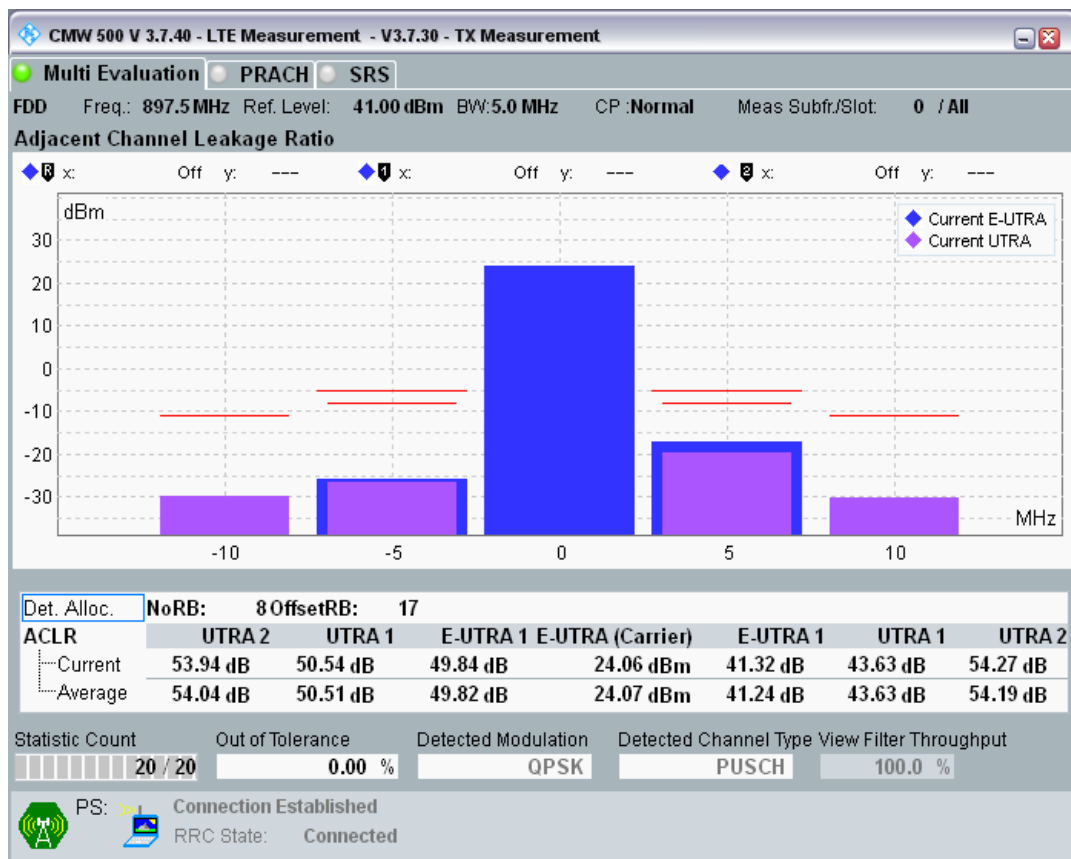 CMW 500 V 3.7.40 - LTE Measurement - V3.7.30 - TX Measurement
Multi Evaluation PRACH SRS
FDD Freq.: 897.5 MHz Ref. Level: 41.00 dBm BW:5.0 MHz CP :Normal Meas Subfr./Slot: 0 / All
Adjacent Channel Leakage Ratio
R x: Off y: --- 1 x: Off y: --- 2 x: Off y: ---
dBm
Current E-UTRA
Current UTRA
30
20
10
0
-10
-20
-30
MHz
-10 -5 0 5 10
Det. Alloc. NoRB: 8 OffsetRB: 17
ACLR UTRA 2 UTRA 1 E-UTRA 1 E-UTRA (Carrier) E-UTRA 1 UTRA 1 UTRA 2
Current 53.94 dB 50.54 dB 49.84 dB 24.06 dBm 41.32 dB 43.63 dB 54.27 dB
Average 54.04 dB 50.51 dB 49.82 dB 24.07 dBm 41.24 dB 43.63 dB 54.19 dB
Statistic Count Out of Tolerance Detected Modulation Detected Channel Type View Filter Throughput
20 / 20 0.00 % QPSK PUSCH 100.0 %
PS: Connection Established
RRC State: Connected